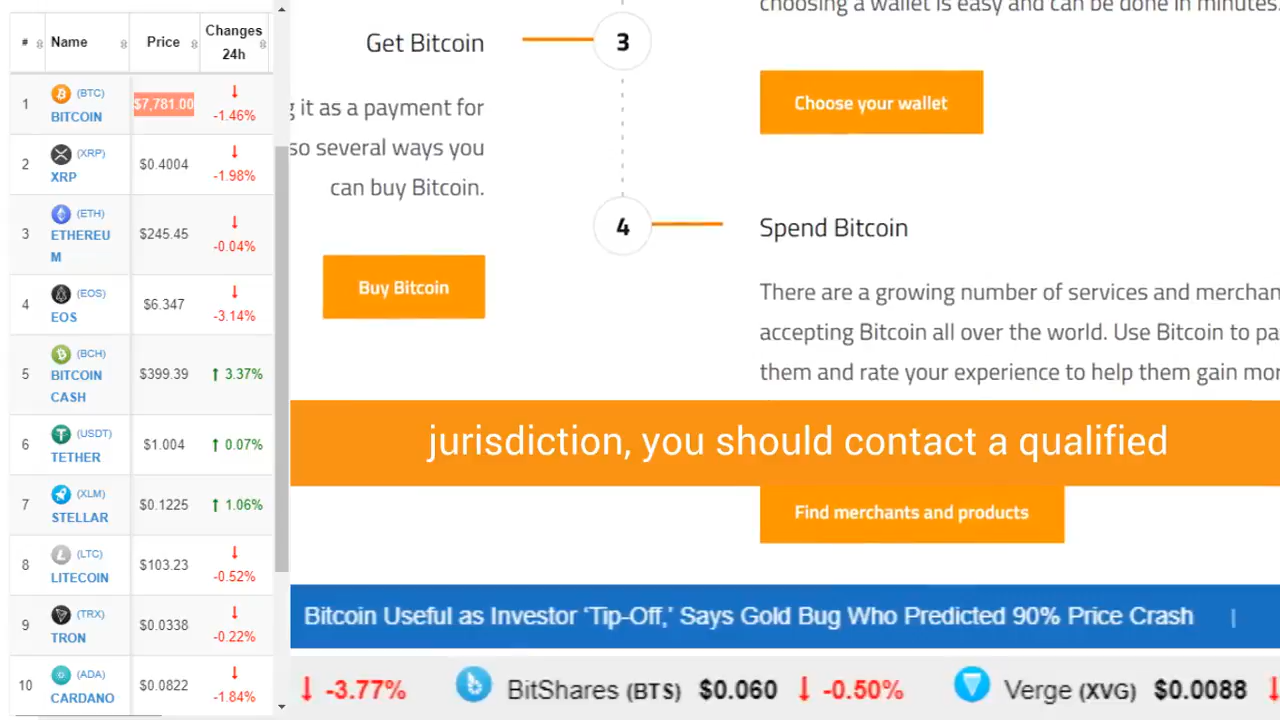 # Name Price Changes 24h
1 (BTC) BITCOIN $7,781.00 -1.46%
2 (XRP) XRP $0.4004 -1.98%
3 (ETH) ETHEREU M $245.45 -0.04%
4 (EOS) EOS $6.347 -3.14%
5 (BCH) BITCOIN CASH $399.39 3.37%
6 (USDT) TETHER $1.004 0.07%
7 (XLM) STELLAR $0.1225 1.06%
8 (LTC) LITECOIN $103.23 -0.52%
9 (TRX) TRON $0.0338 -0.22%
10 (ADA) CARDANO $0.0822 -1.84%
choosing a wallet is easy and can be done in minutes.
Choose your wallet
3
Get Bitcoin
it as a payment for
so several ways you
can buy Bitcoin.
Buy Bitcoin
4
Spend Bitcoin
There are a growing number of services and merchan
accepting Bitcoin all over the world. Use Bitcoin to pa
them and rate your experience to help them gain mor
jurisdiction, you should contact a qualified
Find merchants and products
Bitcoin Useful as Investor ‘Tip-Off,’ Says Gold Bug Who Predicted 90% Price Crash |
-3.77% BitShares (BTS) $0.060 -0.50% Verge (XVG) $0.0088